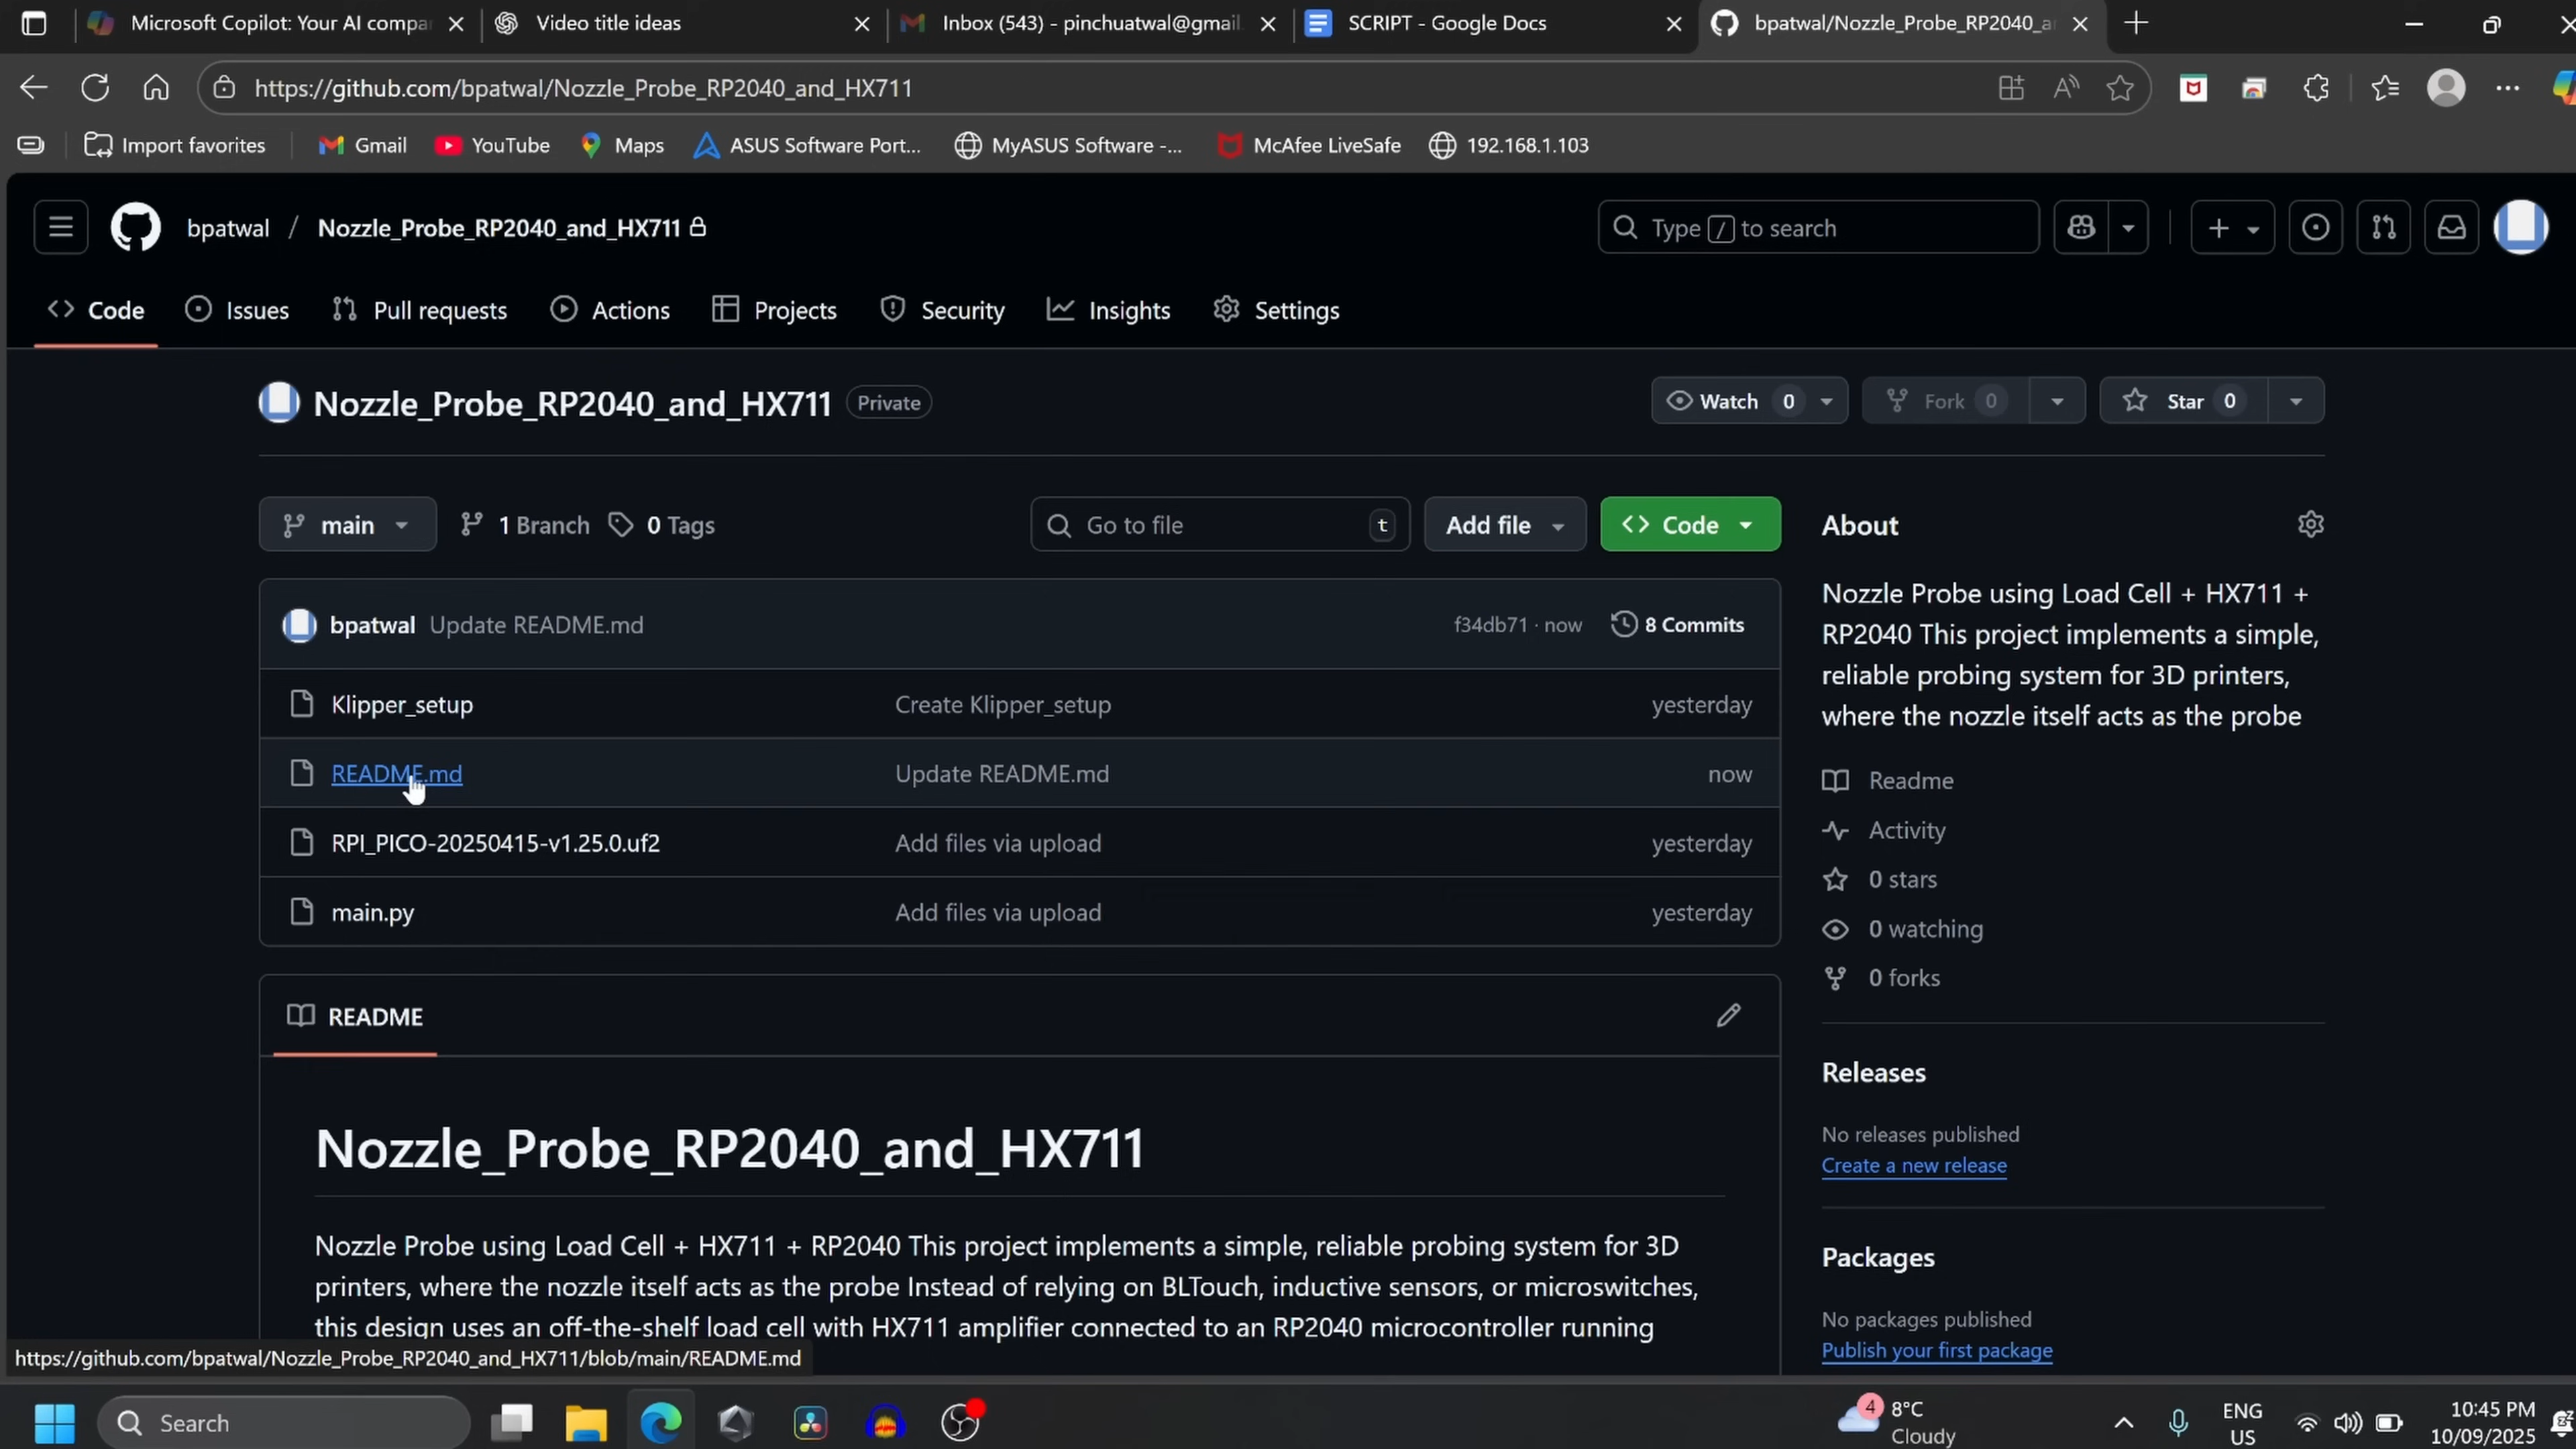 Microsoft Copilot: Your AI compa
Video title ideas
Inbox (543) - pinchuatwal@gmail.
SCRIPT - Google Docs
bpatwal/Nozzle_Probe_RP2040_a
https://github.com/bpatwal/Nozzle_Probe_RP2040_and_HX711
Import favorites
Gmail
YouTube
Maps
ASUS Software Port...
MyASUS Software -...
McAfee LiveSafe
192.168.1.103
bpatwal / Nozzle_Probe_RP2040_and_HX711
Type / to search
Code
Issues
Pull requests
Actions
Projects
Security
Insights
Settings
Nozzle_Probe_RP2040_and_HX711 Private
Watch 0
Fork 0
Star 0
main
1 Branch
0 Tags
Go to file t
Add file
Code
bpatwal Update README.md f34db71 · now 8 Commits
Klipper_setup Create Klipper_setup yesterday
README.md Update README.md now
RPI_PICO-20250415-v1.25.0.uf2 Add files via upload yesterday
main.py Add files via upload yesterday
README
Nozzle_Probe_RP2040_and_HX711
Nozzle Probe using Load Cell + HX711 + RP2040 This project implements a simple, reliable probing system for 3D
printers, where the nozzle itself acts as the probe Instead of relying on BLTouch, inductive sensors, or microswitches,
this design uses an off-the-shelf load cell with HX711 amplifier connected to an RP2040 microcontroller running
About
Nozzle Probe using Load Cell + HX711 +
RP2040 This project implements a simple,
reliable probing system for 3D printers,
where the nozzle itself acts as the probe
Readme
Activity
0 stars
0 watching
0 forks
Releases
No releases published
Create a new release
Packages
No packages published
Publish your first package
https://github.com/bpatwal/Nozzle_Probe_RP2040_and_HX711/blob/main/README.md
Search
4
8°C
Cloudy
ENG
US
10:45 PM
10/09/2025